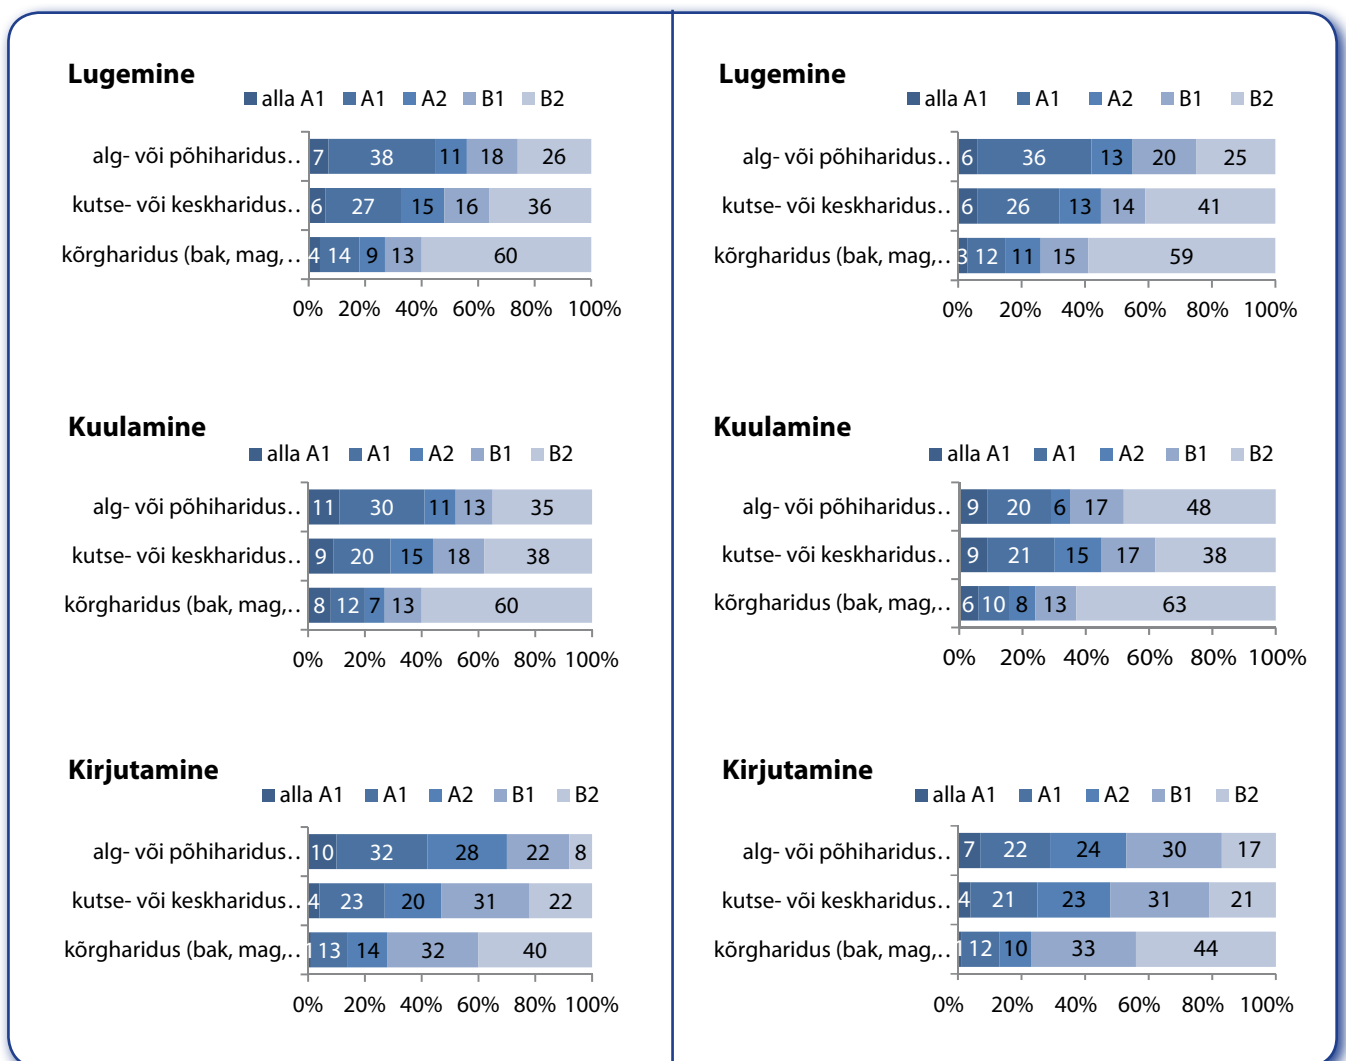 Lugemine
alla A1 A1 A2 B1 B2
alg- või põhiharidus.. 7 38 11 18 26
kutse- või keskharidus.. 6 27 15 16 36
kõrgharidus (bak, mag,.. 4 14 9 13 60
0% 20% 40% 60% 80% 100%
Kuulamine
alla A1 A1 A2 B1 B2
alg- või põhiharidus.. 11 30 11 13 35
kutse- või keskharidus.. 9 20 15 18 38
kõrgharidus (bak, mag,.. 8 12 7 13 60
0% 20% 40% 60% 80% 100%
Kirjutamine
alla A1 A1 A2 B1 B2
alg- või põhiharidus.. 10 32 28 22 8
kutse- või keskharidus.. 4 23 20 31 22
kõrgharidus (bak, mag,.. 1 13 14 32 40
0% 20% 40% 60% 80% 100%
Lugemine
alla A1 A1 A2 B1 B2
alg- või põhiharidus.. 6 36 13 20 25
kutse- või keskharidus.. 6 26 13 14 41
kõrgharidus (bak, mag,.. 3 12 11 15 59
0% 20% 40% 60% 80% 100%
Kuulamine
alla A1 A1 A2 B1 B2
alg- või põhiharidus.. 9 20 6 17 48
kutse- või keskharidus.. 9 21 15 17 38
kõrgharidus (bak, mag,.. 6 10 8 13 63
0% 20% 40% 60% 80% 100%
Kirjutamine
alla A1 A1 A2 B1 B2
alg- või põhiharidus.. 7 22 24 30 17
kutse- või keskharidus.. 4 21 23 31 21
kõrgharidus (bak, mag,.. 1 12 10 33 44
0% 20% 40% 60% 80% 100%